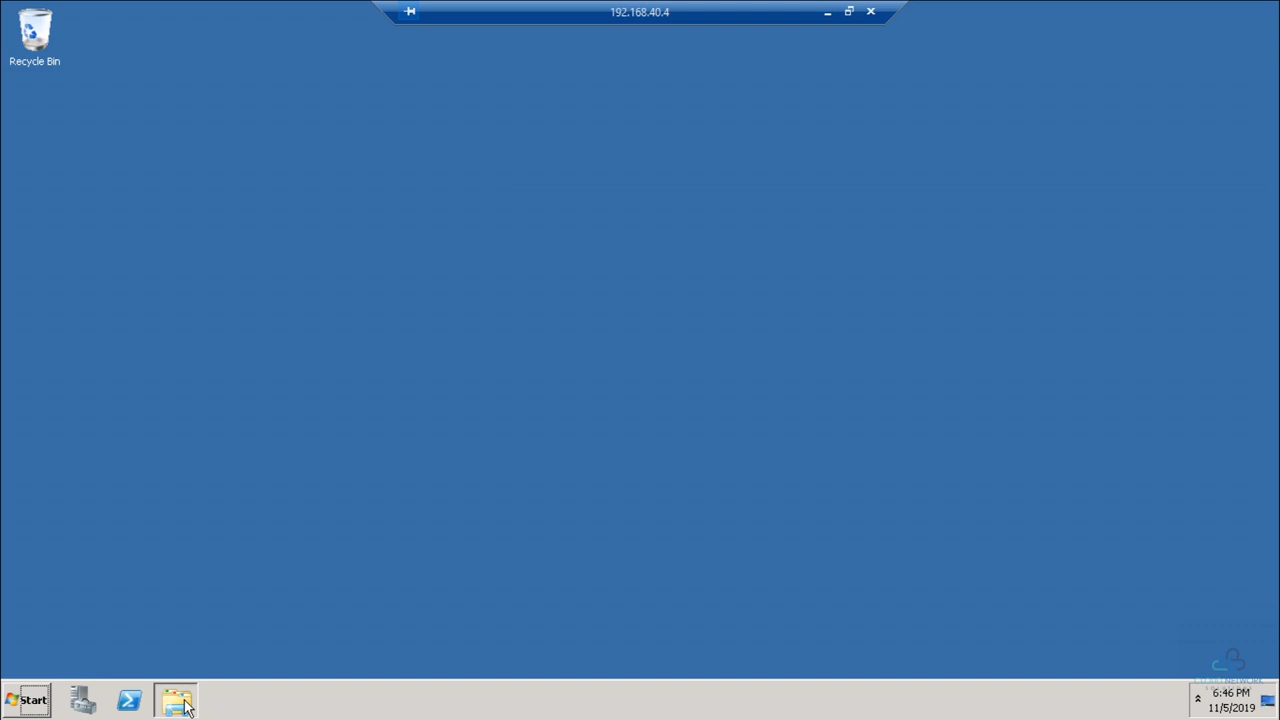 192.168.40.4
Recycle Bin
Start
6:46 PM
11/5/2019